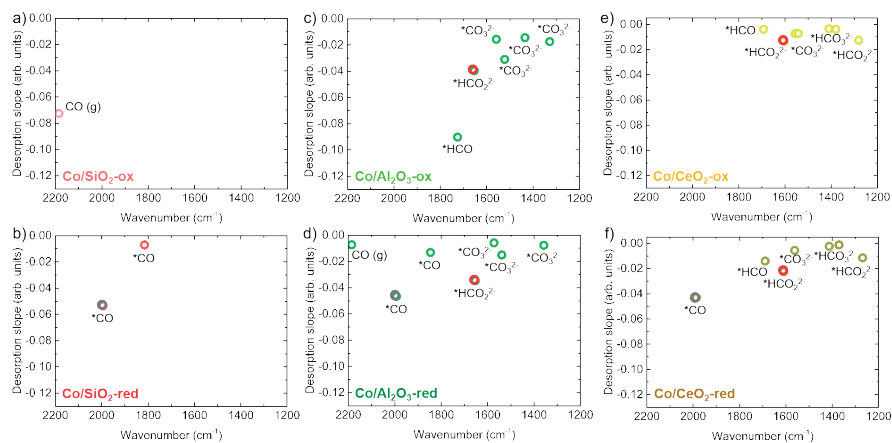 a)
Desorption slope (arb. units)
0.00
-0.02
-0.04
-0.06
-0.08
-0.10
-0.12
CO (g)
Co/SiO₂-ox
2200 2000 1800 1600 1400 1200
Wavenumber (cm⁻¹)
c)
Desorption slope (arb. units)
0.00
-0.02
-0.04
-0.06
-0.08
-0.10
-0.12
*CO₃²⁻
*CO₃²⁻
*CO₃²⁻
*CO₃²⁻
*HCO₂²⁻
*HCO
Co/Al₂O₃-ox
2200 2000 1800 1600 1400 1200
Wavenumber (cm⁻¹)
e)
Desorption slope (arb. units)
0.00
-0.02
-0.04
-0.06
-0.08
-0.10
-0.12
*HCO
*HCO₃²⁻
*HCO₂²⁻
*CO₃²⁻
*HCO₂²⁻
Co/CeO₂-ox
2200 2000 1800 1600 1400 1200
Wavenumber (cm⁻¹)
b)
Desorption slope (arb. units)
0.00
-0.02
-0.04
-0.06
-0.08
-0.10
-0.12
*CO
*CO
Co/SiO₂-red
2200 2000 1800 1600 1400 1200
Wavenumber (cm⁻¹)
d)
Desorption slope (arb. units)
0.00
-0.02
-0.04
-0.06
-0.08
-0.10
-0.12
CO (g)
*CO
*CO₃²⁻
*CO₃²⁻
*CO₃²⁻
*HCO₂²⁻
*CO
Co/Al₂O₃-red
2200 2000 1800 1600 1400 1200
Wavenumber (cm⁻¹)
f)
Desorption slope (arb. units)
0.00
-0.02
-0.04
-0.06
-0.08
-0.10
-0.12
*CO₃²⁻
*HCO₃²⁻
*HCO
*HCO₂²⁻
*HCO₂²⁻
*CO
Co/CeO₂-red
2200 2000 1800 1600 1400 1200
Wavenumber (cm⁻¹)